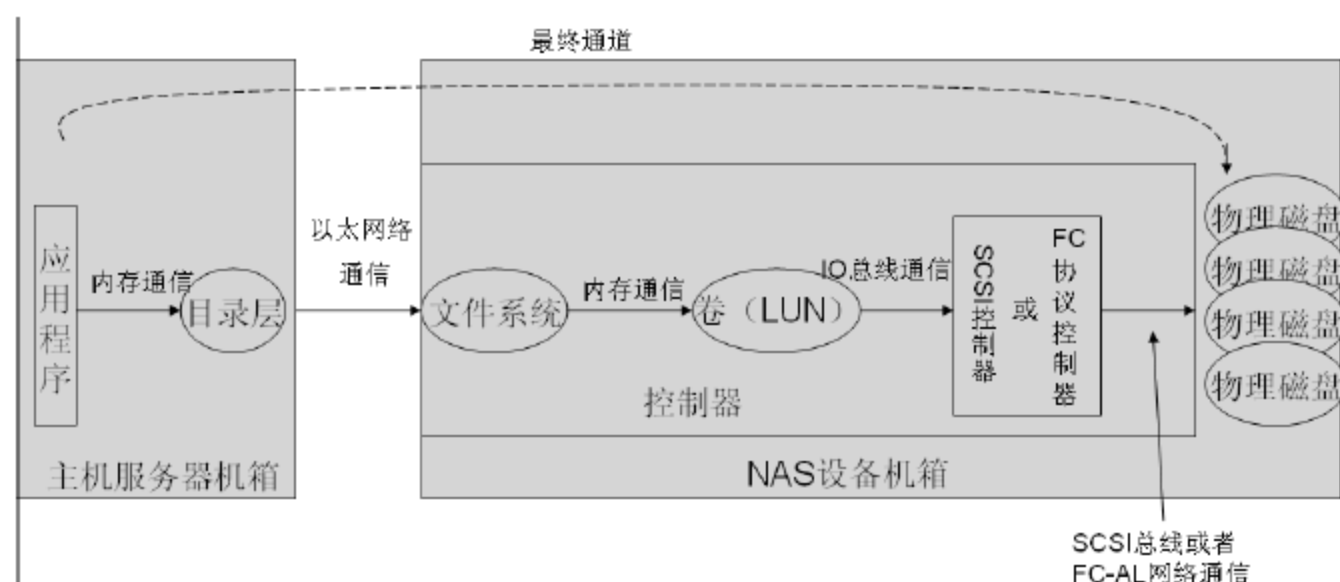 最终通道
以太网络
通信
应用程序
内存通信
目录层
文件系统
内存通信
卷（LUN）
IO总线通信
SCSI控制器
或
FC协议控制器
物理磁盘
物理磁盘
物理磁盘
物理磁盘
控制器
主机服务器机箱
NAS设备机箱
SCSI总线或者
FC-AL网络通信